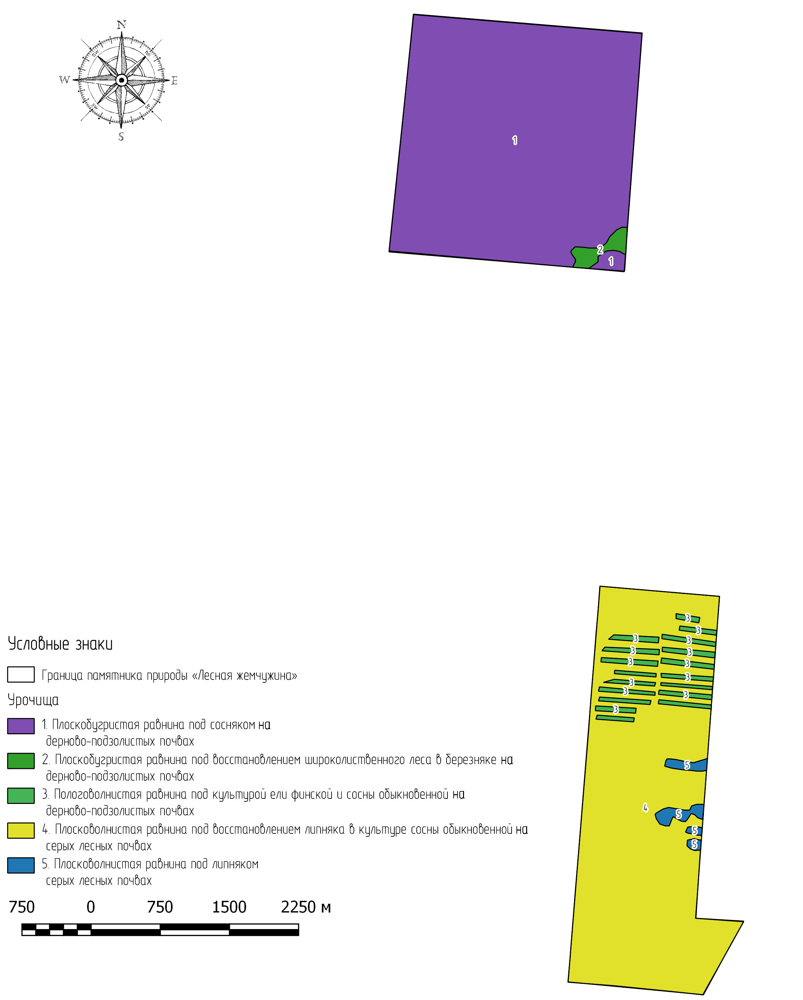 N
nw
ne
W
E
sw
se
S
1
2
1
3
3
3
3
3
3
3
3
3
3
3
3
3
5
4
5
5
5
Условные знаки
Граница памятника природы «Лесная жемчужина»
Урочища
1. Плоскобугристая равнина под сосняком на
дерново-подзолистых почвах
2. Плоскобугристая равнина под восстановлением широколиственного леса в березняке на
дерново-подзолистых почвах
3. Пологоволнистая равнина под культурой ели финской и сосны обыкновенной на
дерново-подзолистых почвах
4. Плосковолнистая равнина под восстановлением липняка в культуре сосны обыкновенной на
серых лесных почвах
5. Плосковолнистая равнина под липняком
серых лесных почвах
750 0 750 1500 2250 м